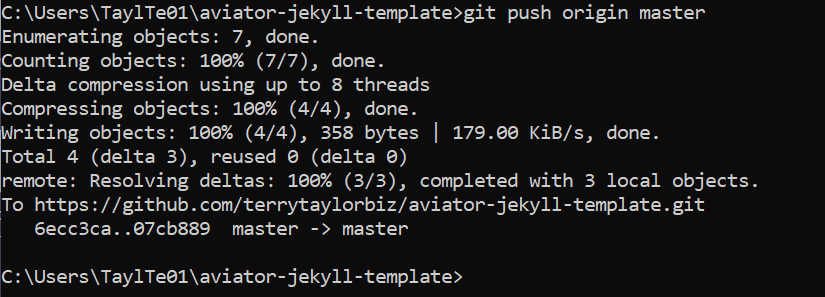 C:\Users\TaylTe01\aviator-jekyll-template>git push origin master
Enumerating objects: 7, done.
Counting objects: 100% (7/7), done.
Delta compression using up to 8 threads
Compressing objects: 100% (4/4), done.
Writing objects: 100% (4/4), 358 bytes | 179.00 KiB/s, done.
Total 4 (delta 3), reused 0 (delta 0)
remote: Resolving deltas: 100% (3/3), completed with 3 local objects.
To https://github.com/terrytaylorbiz/aviator-jekyll-template.git
   6ecc3ca..07cb889  master -> master
C:\Users\TaylTe01\aviator-jekyll-template>